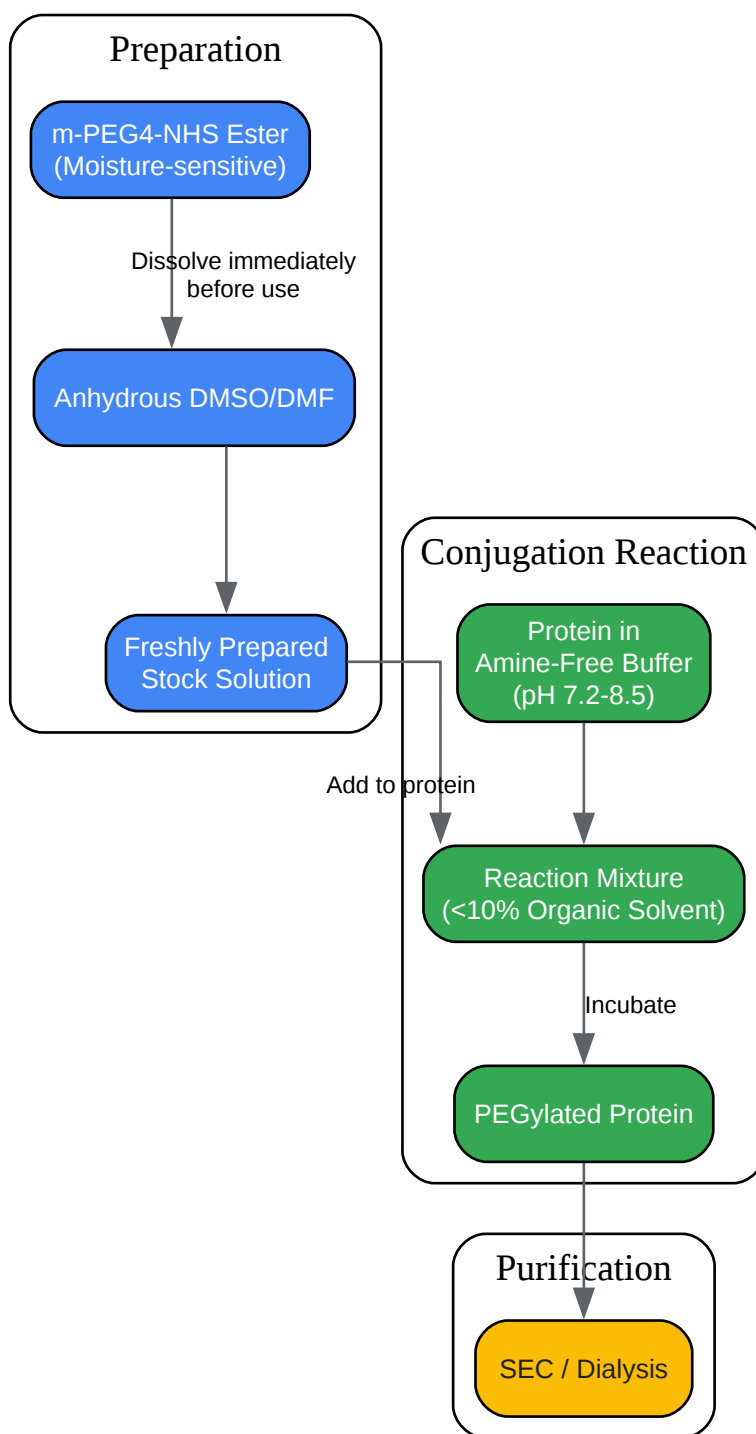 Preparation
m-PEG4-NHS Ester
(Moisture-sensitive)
Dissolve immediately
before use
Anhydrous DMSO/DMF
Freshly Prepared
Stock Solution
Add to protein
Conjugation Reaction
Protein in
Amine-Free Buffer
(pH 7.2-8.5)
Reaction Mixture
(<10% Organic Solvent)
Incubate
PEGylated Protein
Purification
SEC / Dialysis